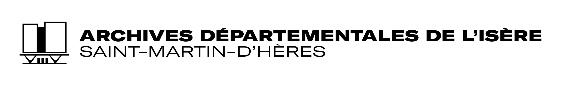 ARCHIVES DÉPARTEMENTALES DE L'ISÈRE
SAINT-MARTIN-D'HÈRES